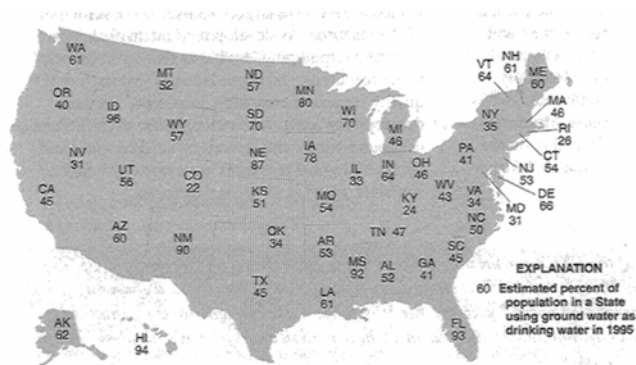 WA
61
OR
40
ID
96
MT
52
ND
57
MN
80
SD
70
WY
57
WI
70
MI
46
NV
31
UT
56
CO
22
NE
87
IA
78
IL
33
IN
64
OH
46
PA
41
NY
35
VT
64
NH
61
ME
60
MA
46
RI
26
CT
54
NJ
53
DE
66
MD
31
CA
45
KS
51
MO
54
KY
24
WV
43
VA
34
NC
50
AZ
60
NM
90
OK
34
AR
53
TN 47
SC
45
TX
45
LA
61
MS
92
AL
52
GA
41
FL
93
AK
62
HI
94
EXPLANATION
60 Estimated percent of
population in a State
using ground water as
drinking water in 1995